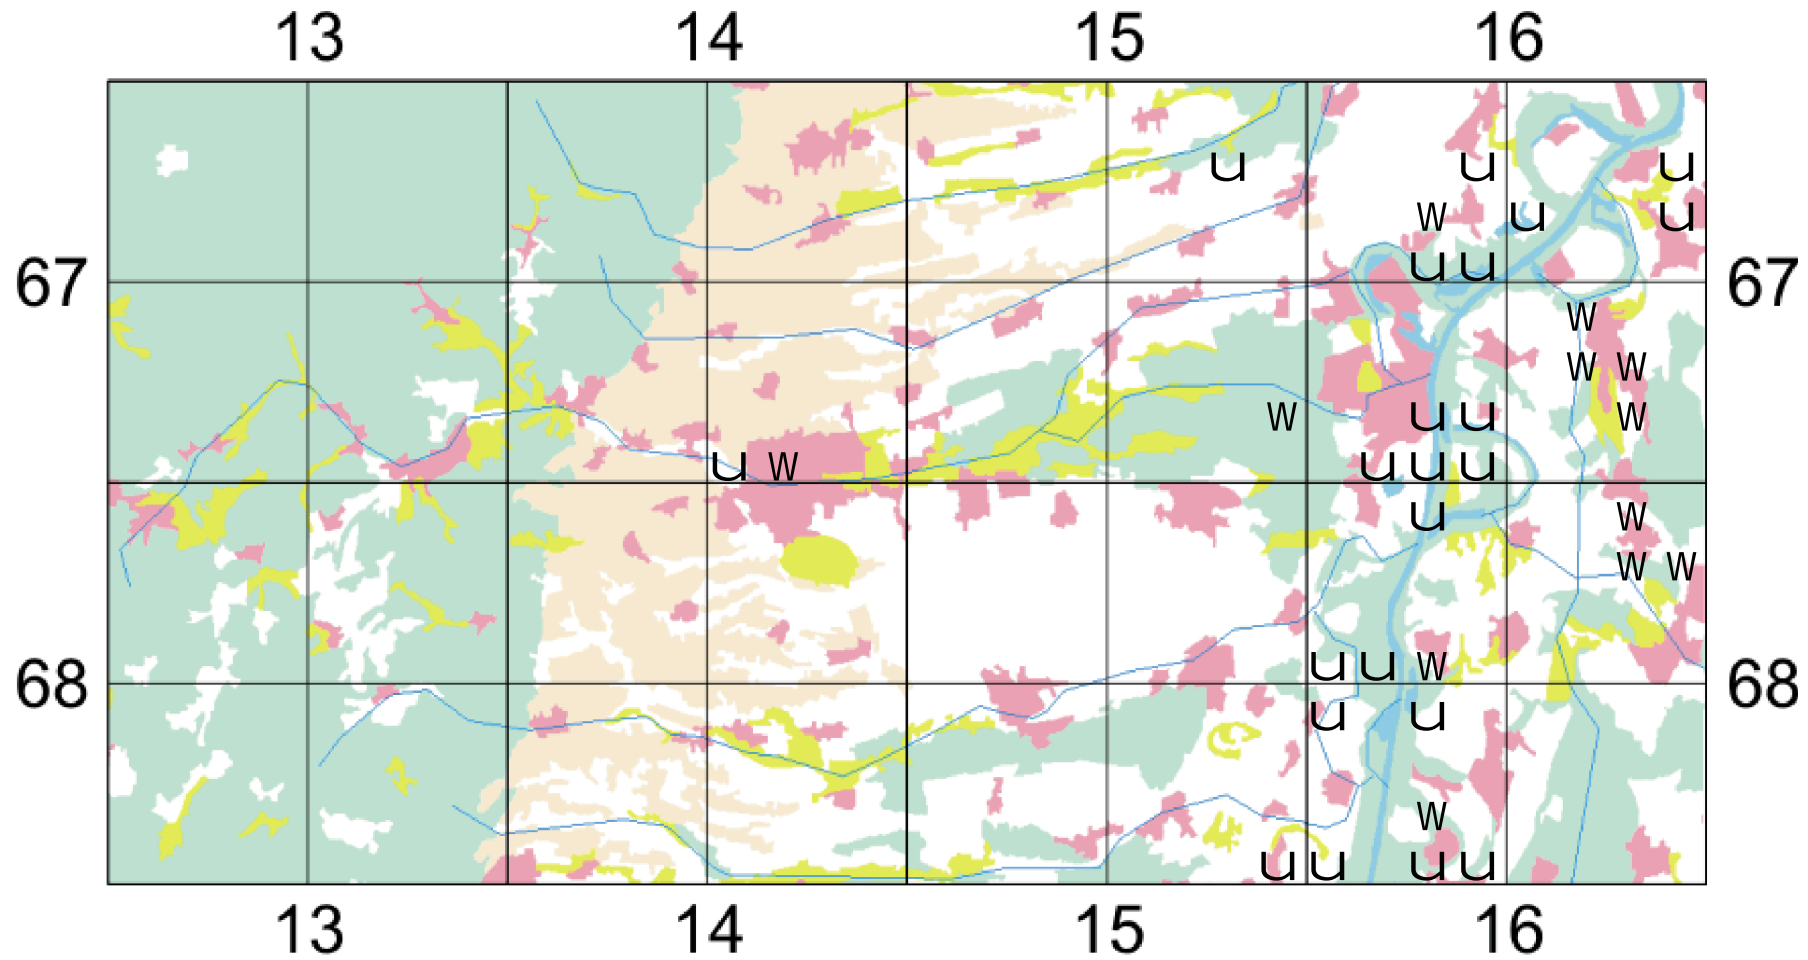 13 14 15 16
u u u
w u u
67 u u 67
w
w w
w u u w
u w u u u
u w
w w
68 u u w 68
u u
w
u u u u
13 14 15 16